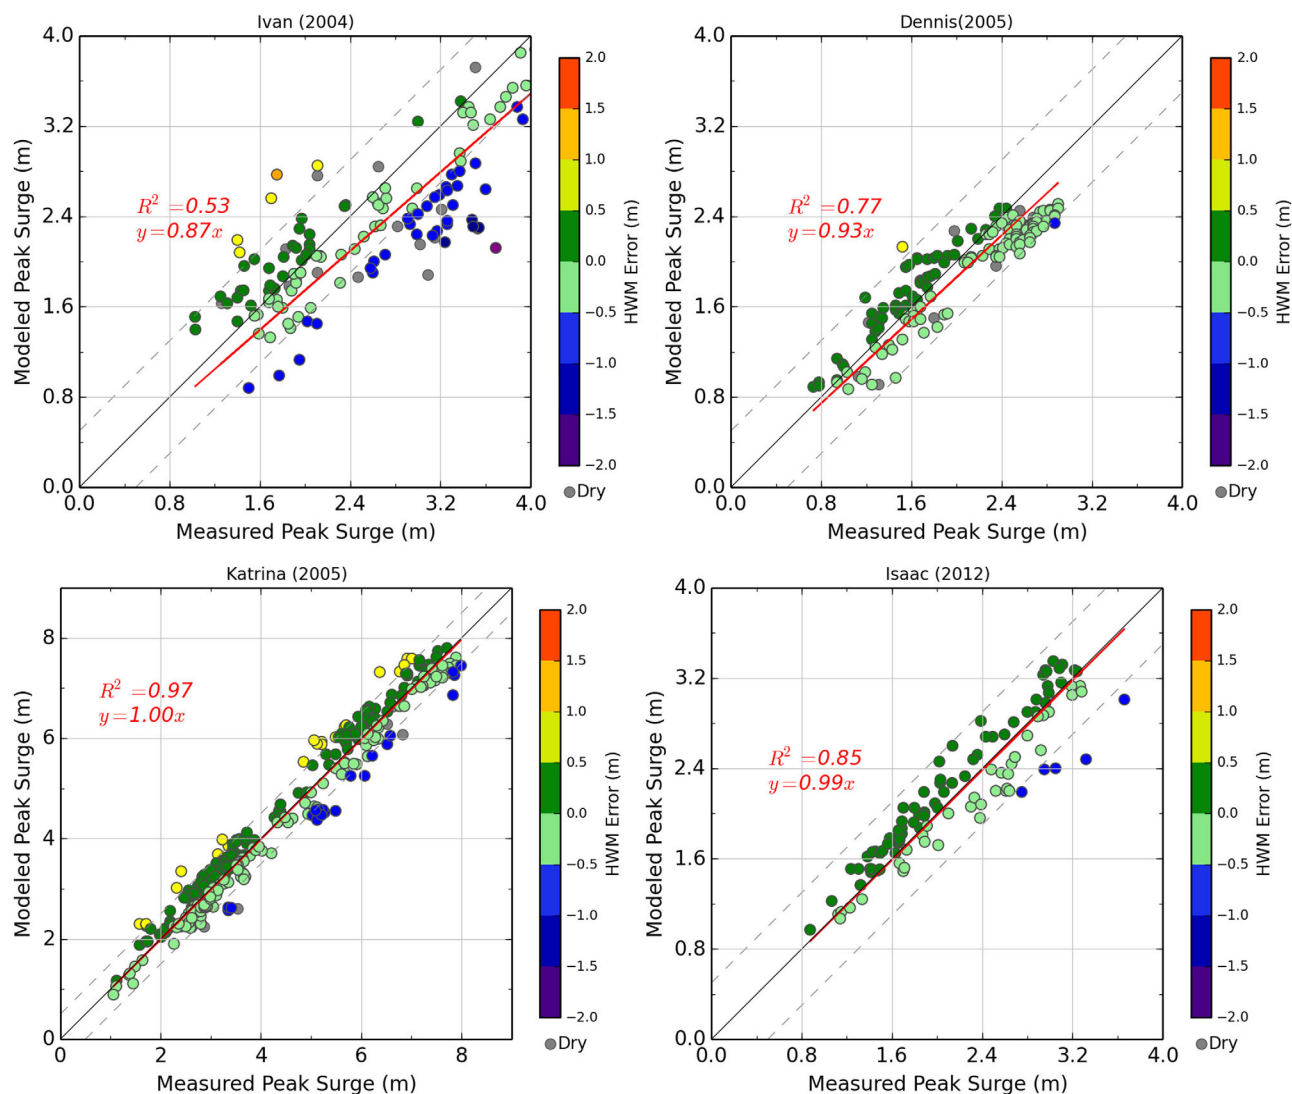 Ivan (2004)
4.0
3.2
2.4
1.6
0.8
0.0
0.0 0.8 1.6 2.4 3.2 4.0
Modeled Peak Surge (m)
Measured Peak Surge (m)
R² =0.53
y=0.87x
2.0
1.5
1.0
0.5
0.0
−0.5
−1.0
−1.5
−2.0
HWM Error (m)
Dry
Dennis(2005)
4.0
3.2
2.4
1.6
0.8
0.0
0.0 0.8 1.6 2.4 3.2 4.0
Modeled Peak Surge (m)
Measured Peak Surge (m)
R² =0.77
y=0.93x
2.0
1.5
1.0
0.5
0.0
−0.5
−1.0
−1.5
−2.0
HWM Error (m)
Dry
Katrina (2005)
8
6
4
2
0
0 2 4 6 8
Modeled Peak Surge (m)
Measured Peak Surge (m)
R² =0.97
y=1.00x
2.0
1.5
1.0
0.5
0.0
−0.5
−1.0
−1.5
−2.0
HWM Error (m)
Dry
Isaac (2012)
4.0
3.2
2.4
1.6
0.8
0.0
0.0 0.8 1.6 2.4 3.2 4.0
Modeled Peak Surge (m)
Measured Peak Surge (m)
R² =0.85
y=0.99x
2.0
1.5
1.0
0.5
0.0
−0.5
−1.0
−1.5
−2.0
HWM Error (m)
Dry